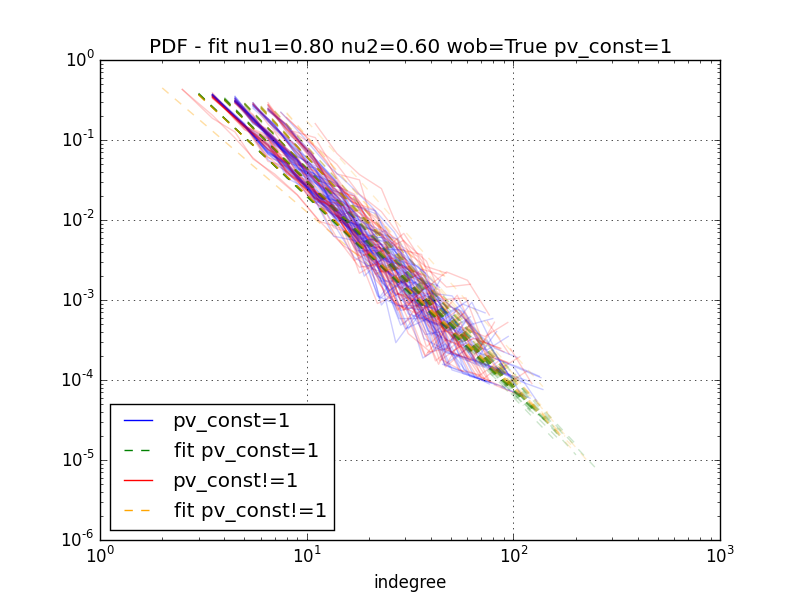 PDF - fit nu1=0.80 nu2=0.60 wob=True pv_const=1
10^0
10^-1
10^-2
10^-3
10^-4
10^-5
10^-6
pv_const=1
fit pv_const=1
pv_const!=1
fit pv_const!=1
10^0 10^1 10^2 10^3
indegree